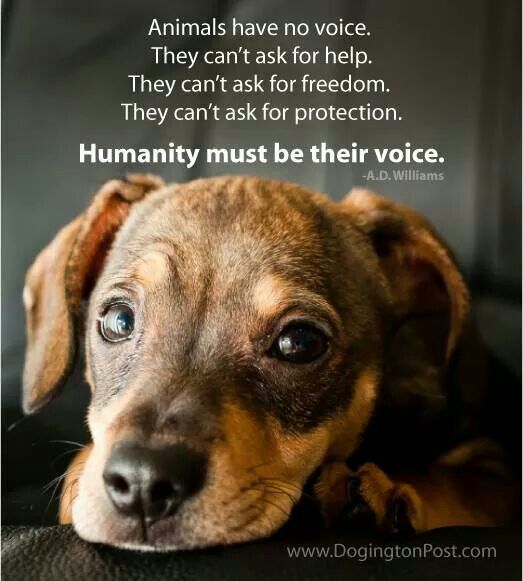 Animals have no voice.
They can't ask for help.
They can't ask for freedom.
They can't ask for protection.
Humanity must be their voice.
-A.D. Williams
www.DogingtonPost.com